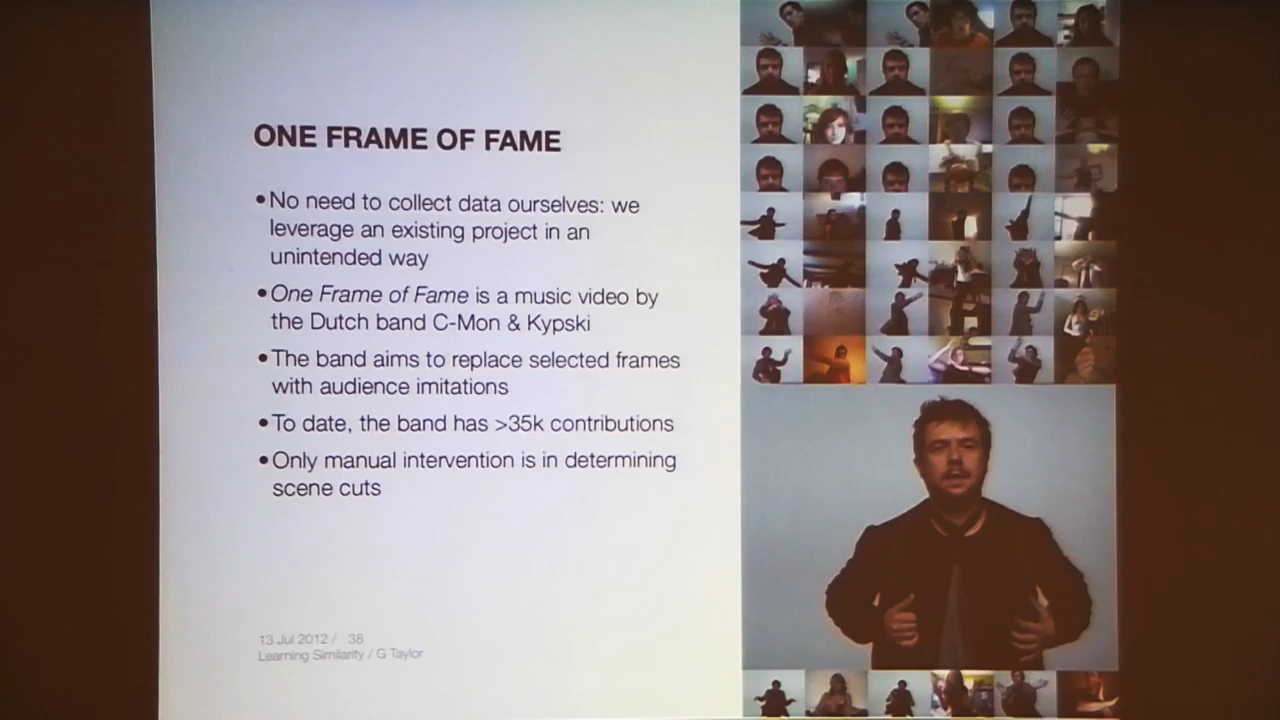 ONE FRAME OF FAME
•No need to collect data ourselves: we
leverage an existing project in an
unintended way
•One Frame of Fame is a music video by
the Dutch band C-Mon & Kypski
•The band aims to replace selected frames
with audience imitations
•To date, the band has >35k contributions
•Only manual intervention is in determining
scene cuts
13 Jul 2012 / 38
Learning Similarity / G Taylor